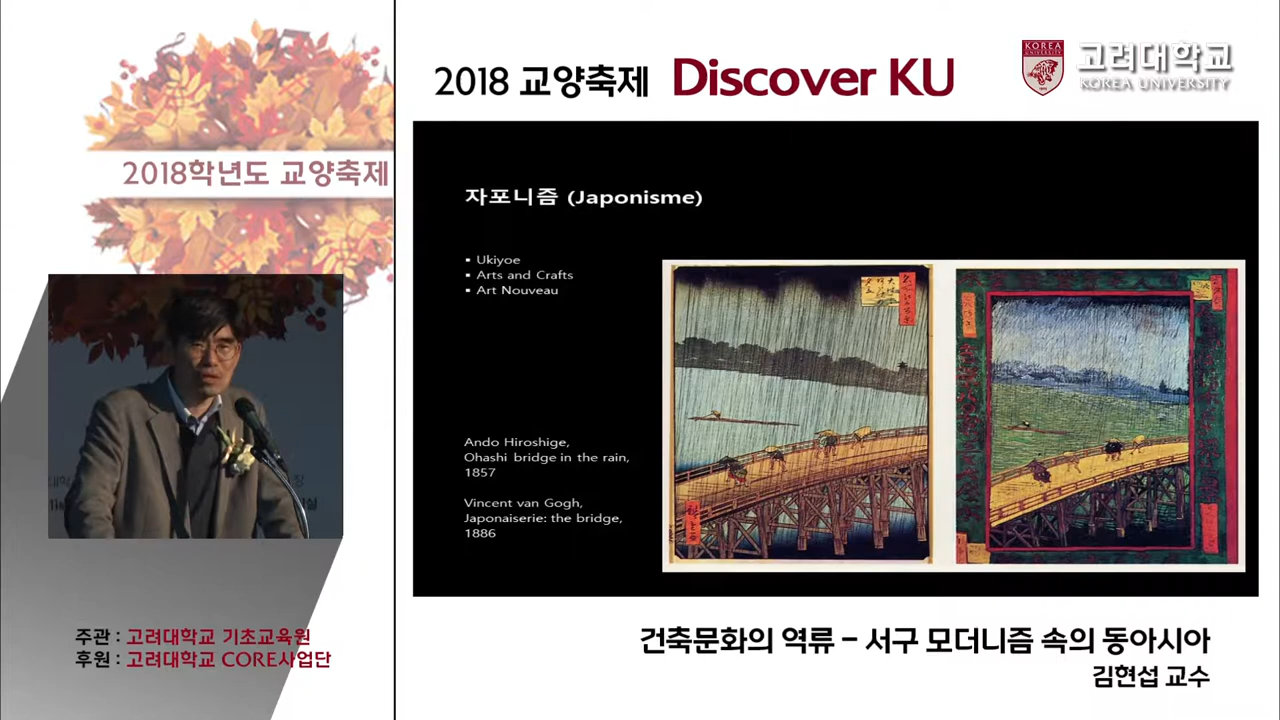 2018학년도 교양축제
주관 : 고려대학교 기초교육원
후원 : 고려대학교 CORE사업단
2018 교양축제 Discover KU
KOREA
UNIVERSITY
고려대학교
KOREA UNIVERSITY
자포니즘 (Japonisme)
▪ Ukiyoe
▪ Arts and Crafts
▪ Art Nouveau
Ando Hiroshige,
Ohashi bridge in the rain,
1857
Vincent van Gogh,
Japonaiserie: the bridge,
1886
건축문화의 역류 – 서구 모더니즘 속의 동아시아
김현섭 교수